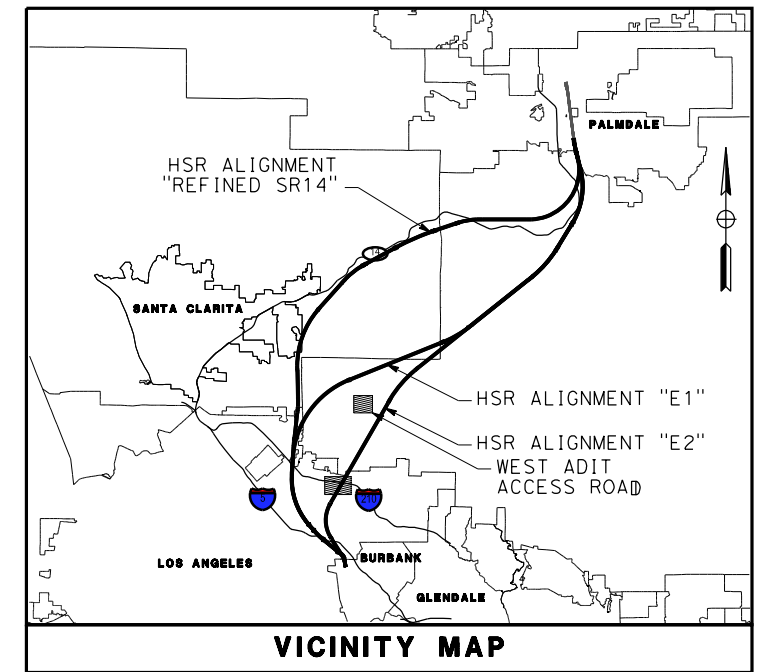 PALMDALE
HSR ALIGNMENT
"REFINED SR14"
14
SANTA CLARITA
HSR ALIGNMENT "E1"
HSR ALIGNMENT "E2"
WEST ADIT
ACCESS ROAD
5
210
LOS ANGELES
BURBANK
GLENDALE
VICINITY MAP